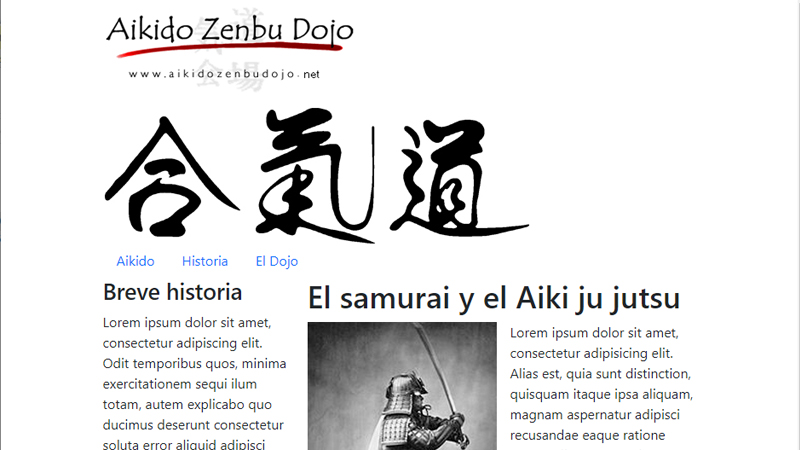 Aikido Zenbu Dojo
www.aikidozenbudojo.net
合氣道
Aikido Historia El Dojo
Breve historia
Lorem ipsum dolor sit amet,
consectetur adipiscing elit.
Odit temporibus quos, minima
exercitationem sequi ilum
totam, autem explicabo quo
ducimus deserunt consectetur
soluta error aliquid adipisci
El samurai y el Aiki ju jutsu
Lorem ipsum dolor sit amet,
consectetur adipisicing elit.
Alias est, quia sunt distinction,
quisquam itaque ipsa aliquam,
magnam aspernatur adipisci
recusandae eaque ratione